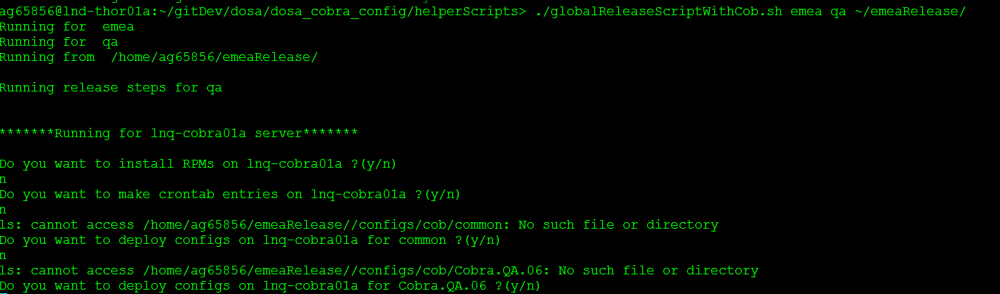 ag65856@lnd-thor01a:~/gitDev/dosa/dosa_cobra_config/helperScripts> ./globalReleaseScriptWithCob.sh emea qa ~/emeaRelease/
Running for  emea
Running for  qa
Running from  /home/ag65856/emeaRelease/
Running release steps for qa
*******Running for lnq-cobra01a server*******
Do you want to install RPMs on lnq-cobra01a ?(y/n)
n
Do you want to make crontab entries on lnq-cobra01a ?(y/n)
n
ls: cannot access /home/ag65856/emeaRelease//configs/cob/common: No such file or directory
Do you want to deploy configs on lnq-cobra01a for common ?(y/n)
n
ls: cannot access /home/ag65856/emeaRelease//configs/cob/Cobra.QA.06: No such file or directory
Do you want to deploy configs on lnq-cobra01a for Cobra.QA.06 ?(y/n)